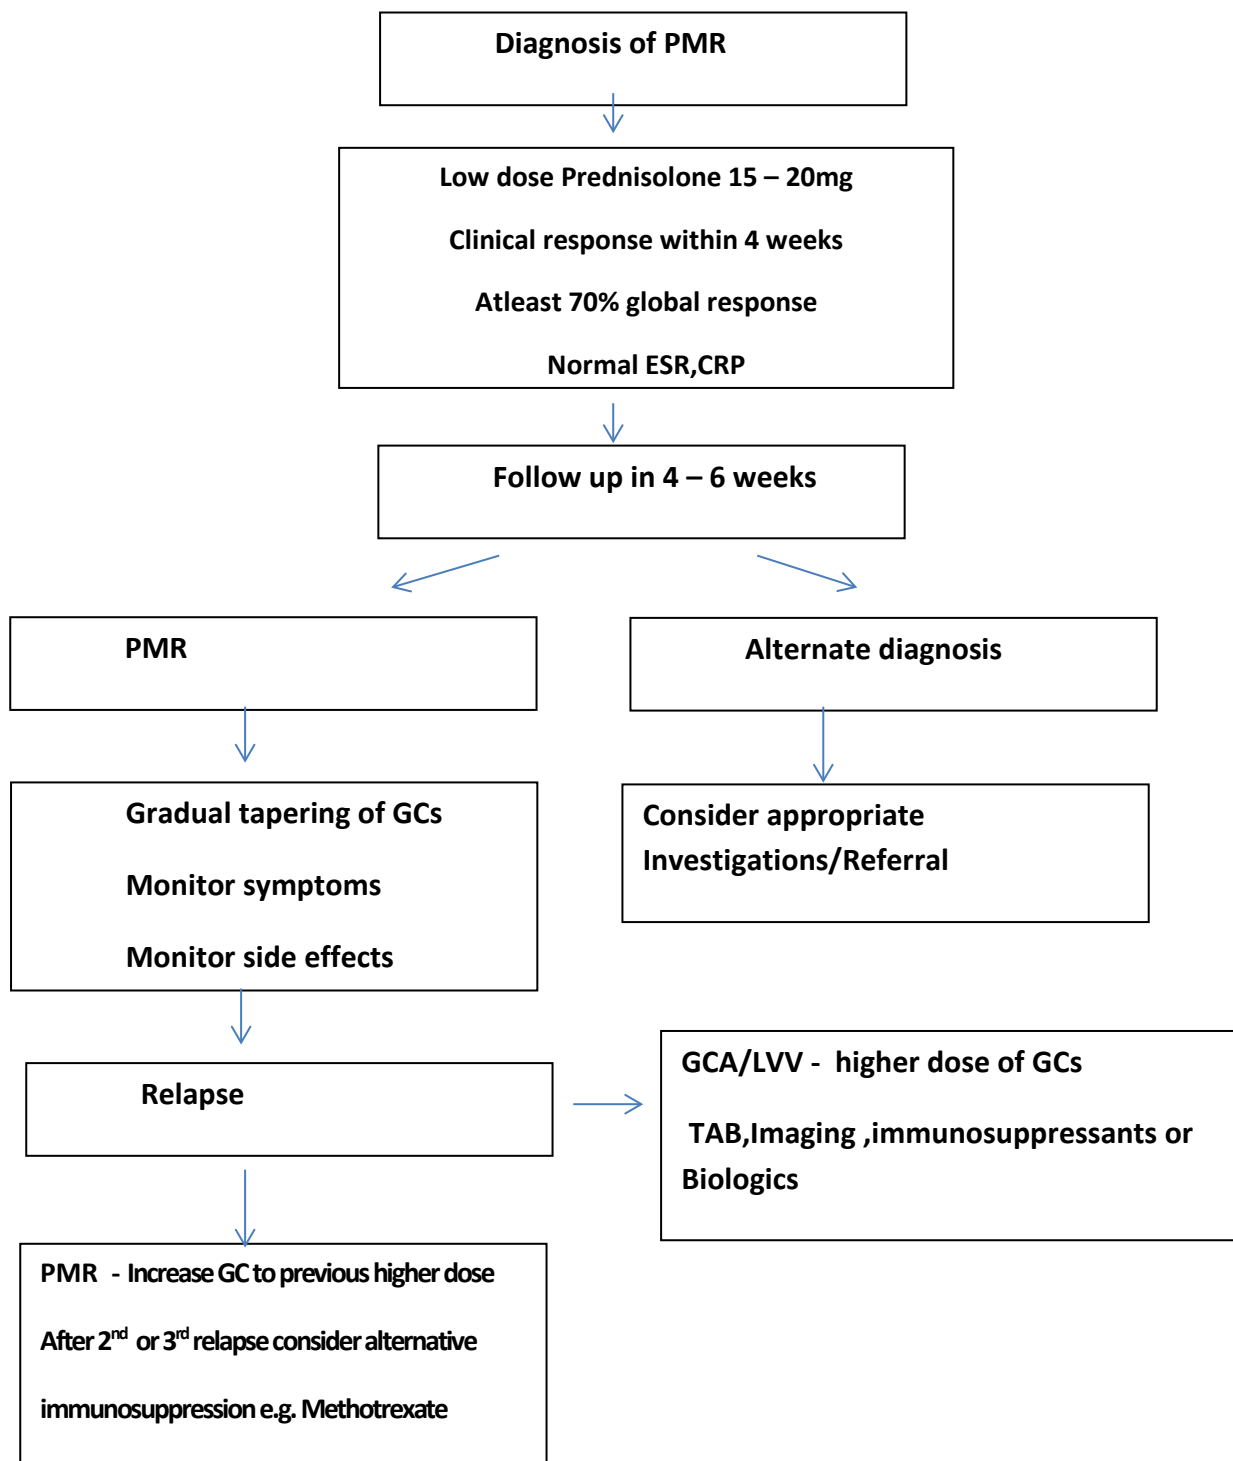 Diagnosis of PMR
Low dose Prednisolone 15 – 20mg
Clinical response within 4 weeks
Atleast 70% global response
Normal ESR,CRP
Follow up in 4 – 6 weeks
PMR
Alternate diagnosis
Gradual tapering of GCs
Monitor symptoms
Monitor side effects
Consider appropriate
Investigations/Referral
Relapse
GCA/LVV - higher dose of GCs
TAB,Imaging ,immunosuppressants or
Biologics
PMR - Increase GC to previous higher dose
After 2nd or 3rd relapse consider alternative
immunosuppression e.g. Methotrexate